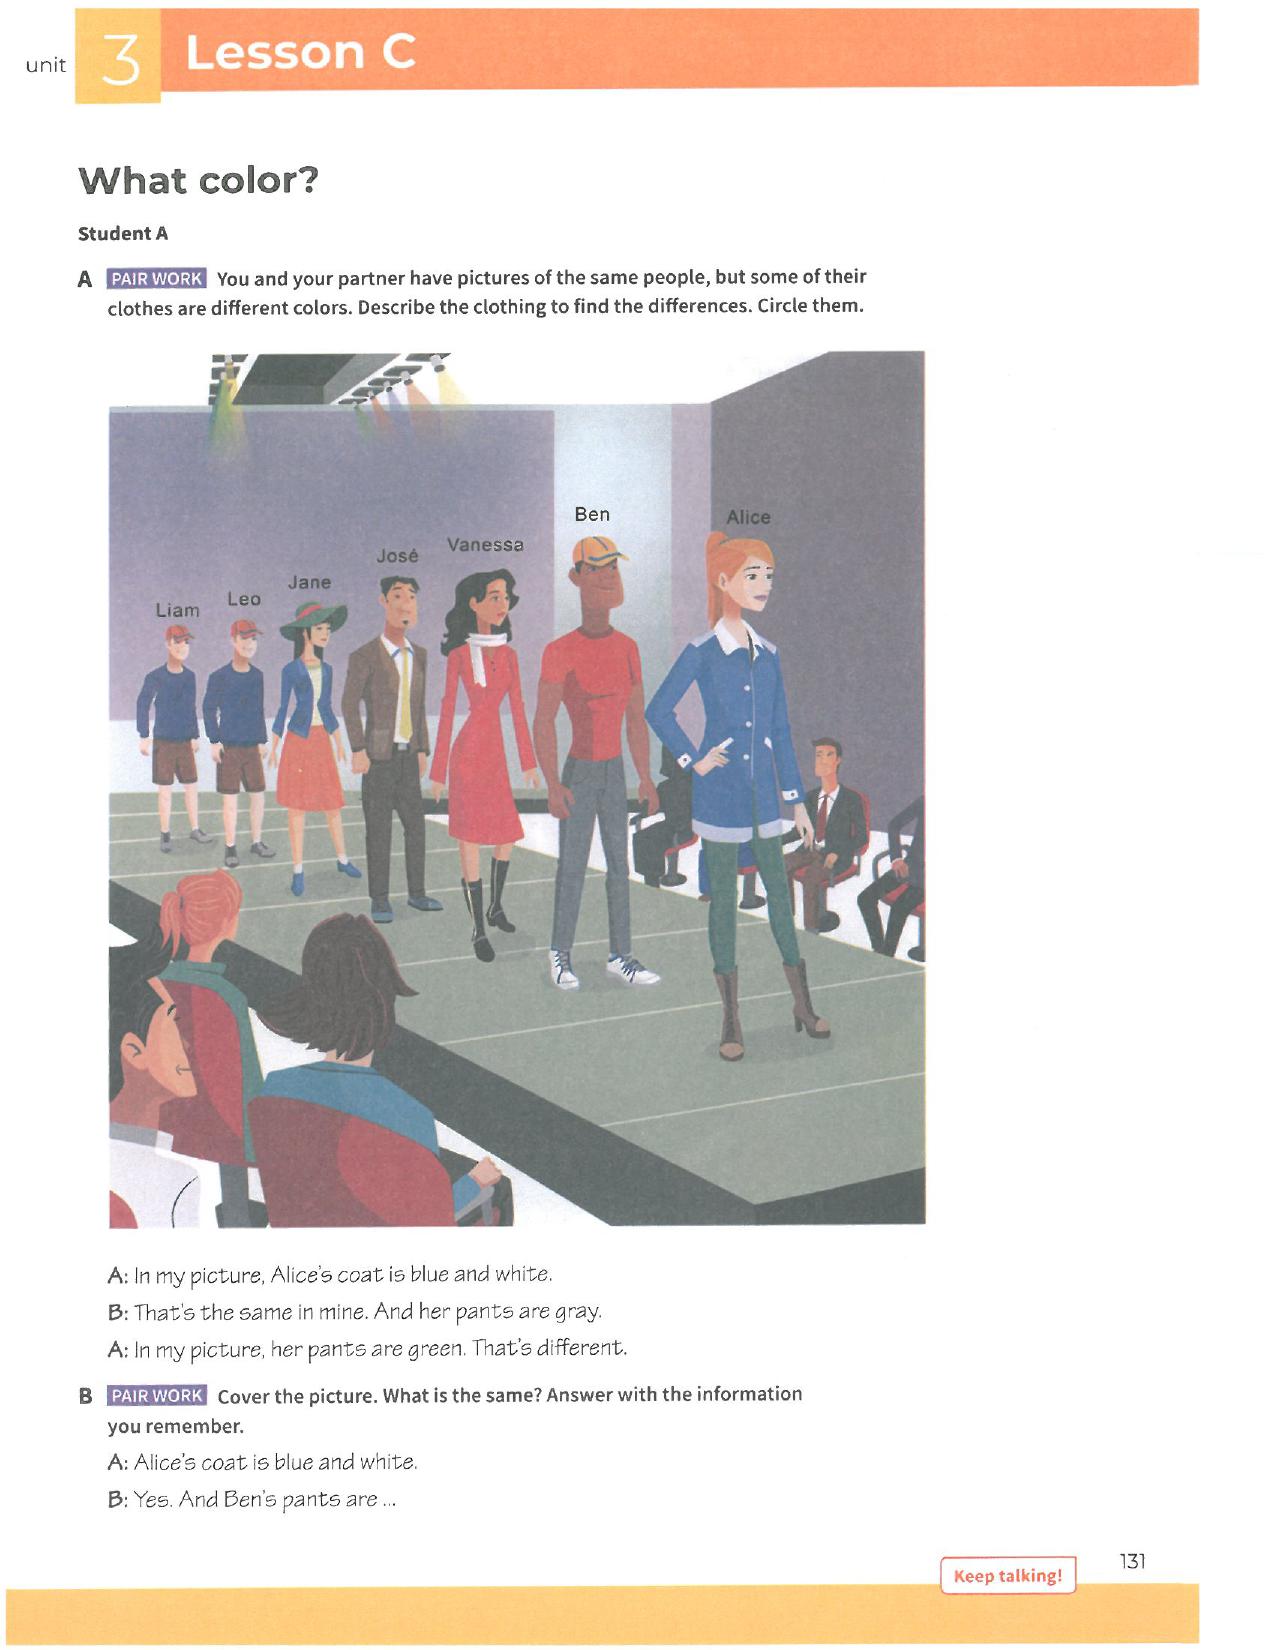 unit 3 Lesson C
What color?
Student A
A PAIR WORK You and your partner have pictures of the same people, but some of their
clothes are different colors. Describe the clothing to find the differences. Circle them.
Ben
Alice
Vanessa
José
Jane
Leo
Liam
A: In my picture, Alice's coat is blue and white.
B: That's the same in mine. And her pants are gray.
A: In my picture, her pants are green. That's different.
B PAIR WORK Cover the picture. What is the same? Answer with the information
you remember.
A: Alice's coat is blue and white.
B: Yes. And Ben's pants are ...
Keep talking!
131